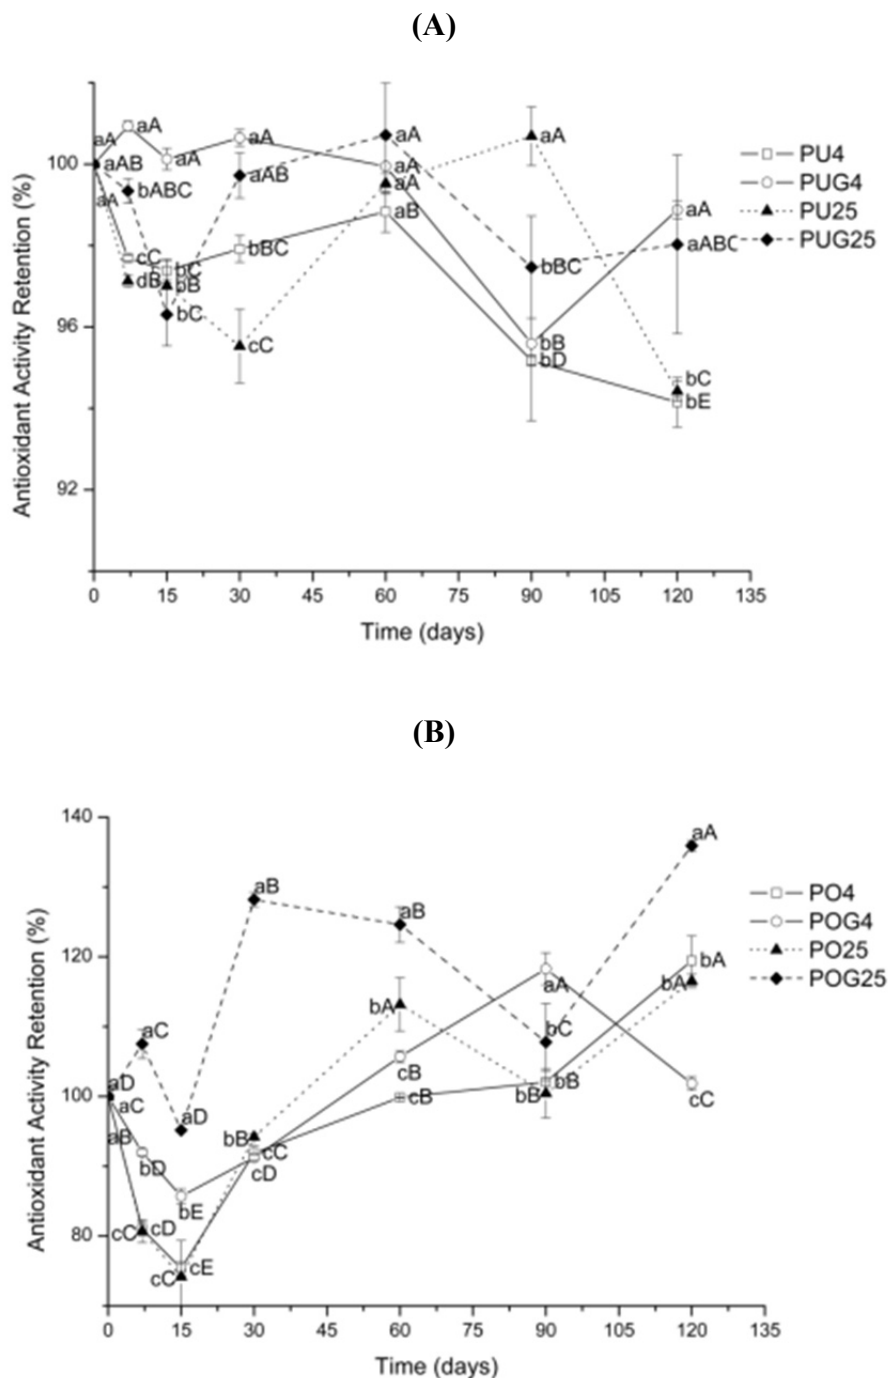 (A)
Antioxidant Activity Retention (%)
100
96
92
aA
aAB
aA
aA
bABC
cC
dB
aA
bC
bB
bC
aA
aAB
bBC
cC
aA
aA
aA
aB
aA
bBC
bB
bD
aA
aABC
bC
bE
PU4
PUG4
PU25
PUG25
0 15 30 45 60 75 90 105 120 135
Time (days)
(B)
Antioxidant Activity Retention (%)
140
120
100
80
aD
aC
aB
aC
bD
cC
cD
aD
bE
cC
cE
aB
bB
cC
cD
aB
bA
cB
cB
aA
bC
bB
bB
aA
bA
bA
cC
PO4
POG4
PO25
POG25
0 15 30 45 60 75 90 105 120 135
Time (days)